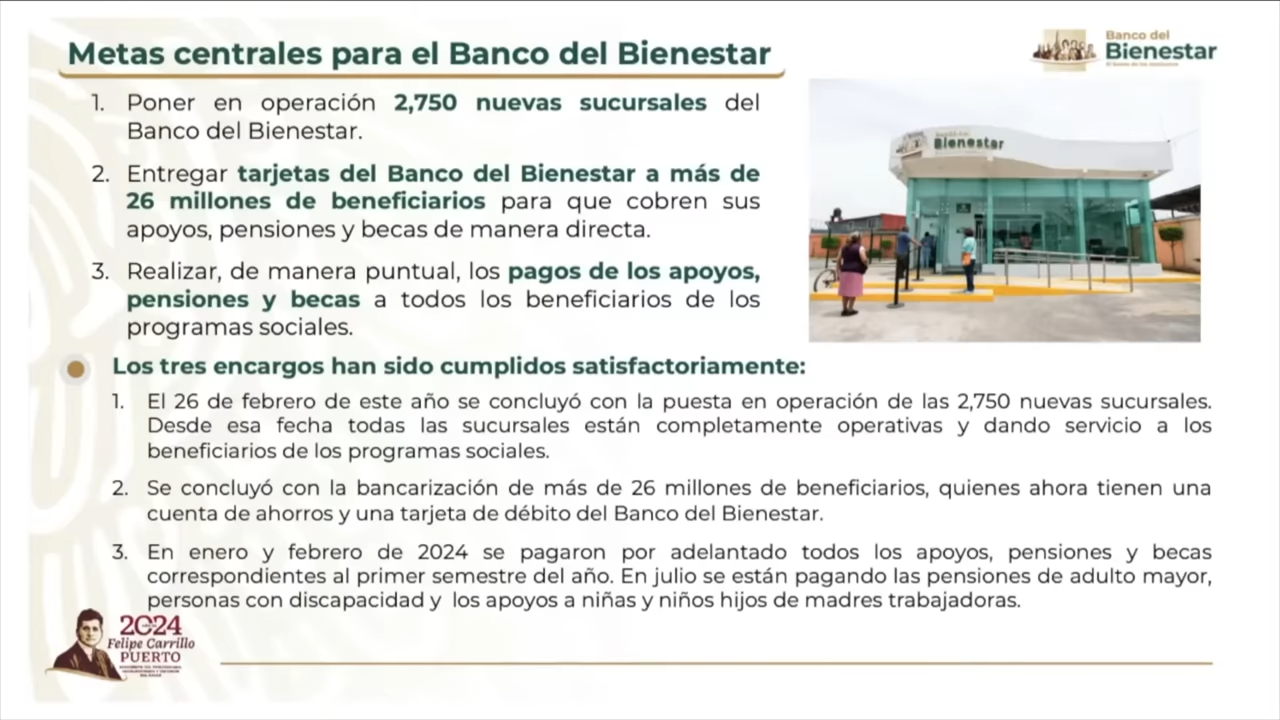 Metas centrales para el Banco del Bienestar
Banco del
Bienestar
1. Poner en operación 2,750 nuevas sucursales del
Banco del Bienestar.
2. Entregar tarjetas del Banco del Bienestar a más de
26 millones de beneficiarios para que cobren sus
apoyos, pensiones y becas de manera directa.
3. Realizar, de manera puntual, los pagos de los apoyos,
pensiones y becas a todos los beneficiarios de los
programas sociales.
Bienestar
Los tres encargos han sido cumplidos satisfactoriamente:
1. El 26 de febrero de este año se concluyó con la puesta en operación de las 2,750 nuevas sucursales.
Desde esa fecha todas las sucursales están completamente operativas y dando servicio a los
beneficiarios de los programas sociales.
2. Se concluyó con la bancarización de más de 26 millones de beneficiarios, quienes ahora tienen una
cuenta de ahorros y una tarjeta de débito del Banco del Bienestar.
3. En enero y febrero de 2024 se pagaron por adelantado todos los apoyos, pensiones y becas
correspondientes al primer semestre del año. En julio se están pagando las pensiones de adulto mayor,
personas con discapacidad y los apoyos a niñas y niños hijos de madres trabajadoras.
2024
Felipe Carrillo
PUERTO